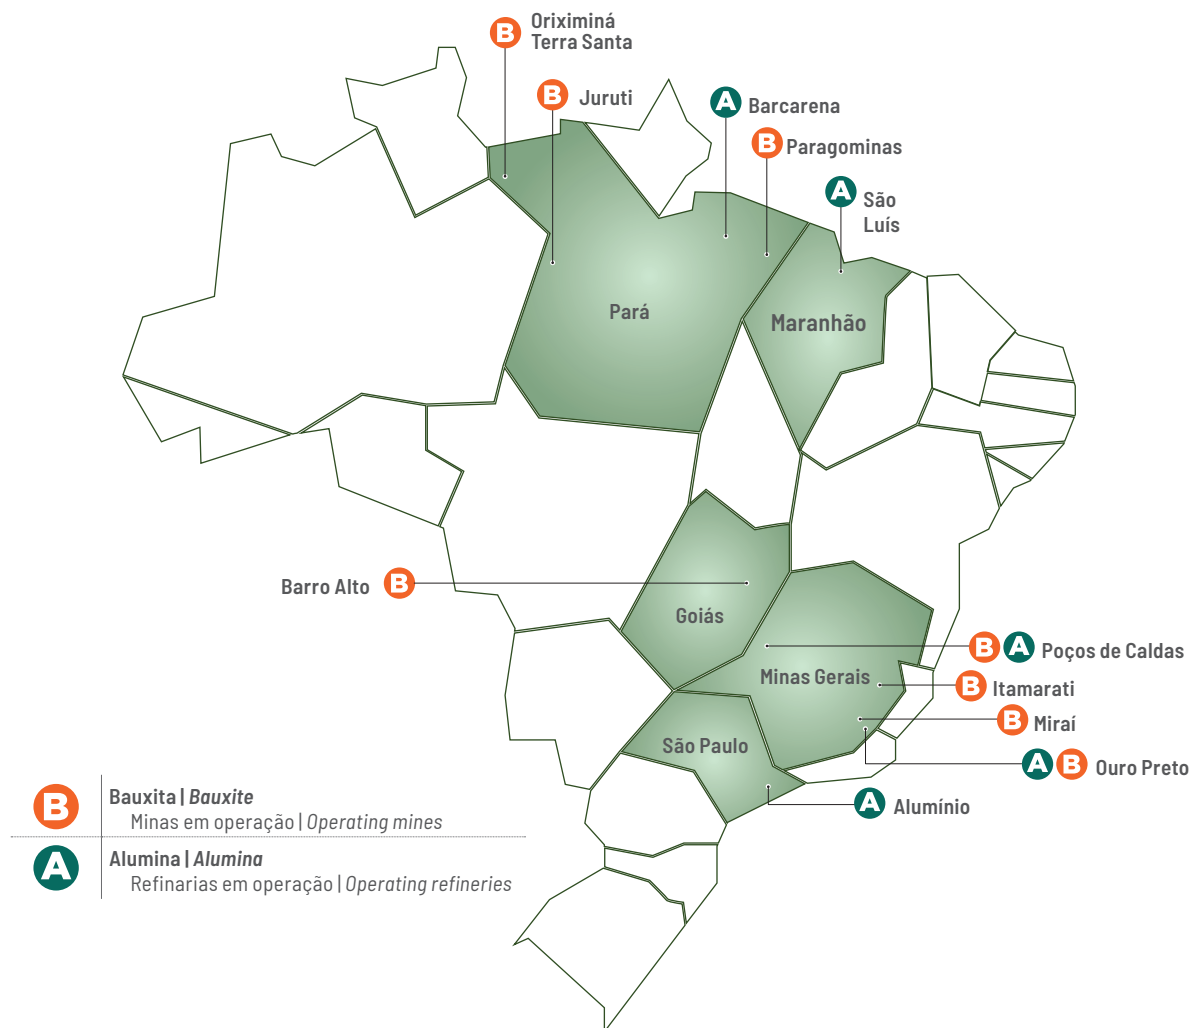 B
Oriximiná
Terra Santa
B
Juruti
A
Barcarena
B
Paragominas
A
São
Luís
Pará
Maranhão
Barro Alto
B
Goiás
B
A
Poços de Caldas
Minas Gerais
B
Itamarati
B
Miraí
São Paulo
A
B
Ouro Preto
A
Alumínio
B
Bauxita | Bauxite
Minas em operação | Operating mines
A
Alumina | Alumina
Refinarias em operação | Operating refineries